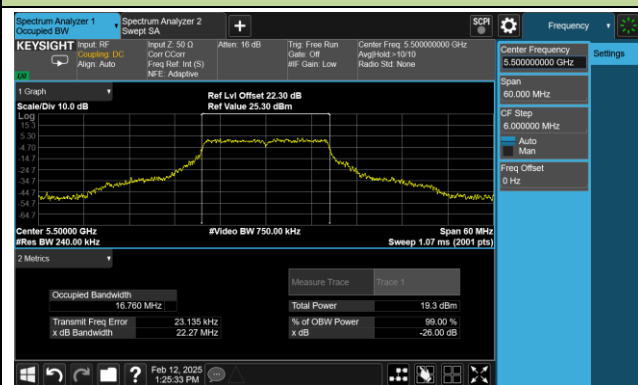 Spectrum Analyzer 1
Occupied BW
Spectrum Analyzer 2
Swept SA
+
SCPI
Frequency
KEYSIGHT
Input: RF
Coupling: DC
Align: Auto
Input Z: 50 Ω
Corr CCorr
Freq Ref: Int (S)
NFE: Adaptive
Atten: 16 dB
Trig: Free Run
Gate: Off
#IF Gain: Low
Center Freq: 5.500000000 GHz
Avg|Hold:>10/10
Radio Std: None
Center Frequency
5.500000000 GHz
Settings
Span
60.000 MHz
CF Step
6.000000 MHz
Auto
Man
Freq Offset
0 Hz
1 Graph
Scale/Div 10.0 dB
Ref Lvl Offset 22.30 dB
Ref Value 25.30 dBm
Log
15.3
5.30
-4.70
-14.7
-24.7
-34.7
-44.7
-54.7
-64.7
Center 5.50000 GHz
#Res BW 240.00 kHz
#Video BW 750.00 kHz
Span 60 MHz
Sweep 1.07 ms (2001 pts)
2 Metrics
Measure Trace
Trace 1
Occupied Bandwidth
16.760 MHz
Total Power
19.3 dBm
Transmit Freq Error
23.135 kHz
% of OBW Power
99.00 %
x dB Bandwidth
22.27 MHz
x dB
-26.00 dB
Feb 12, 2025
1:25:33 PM